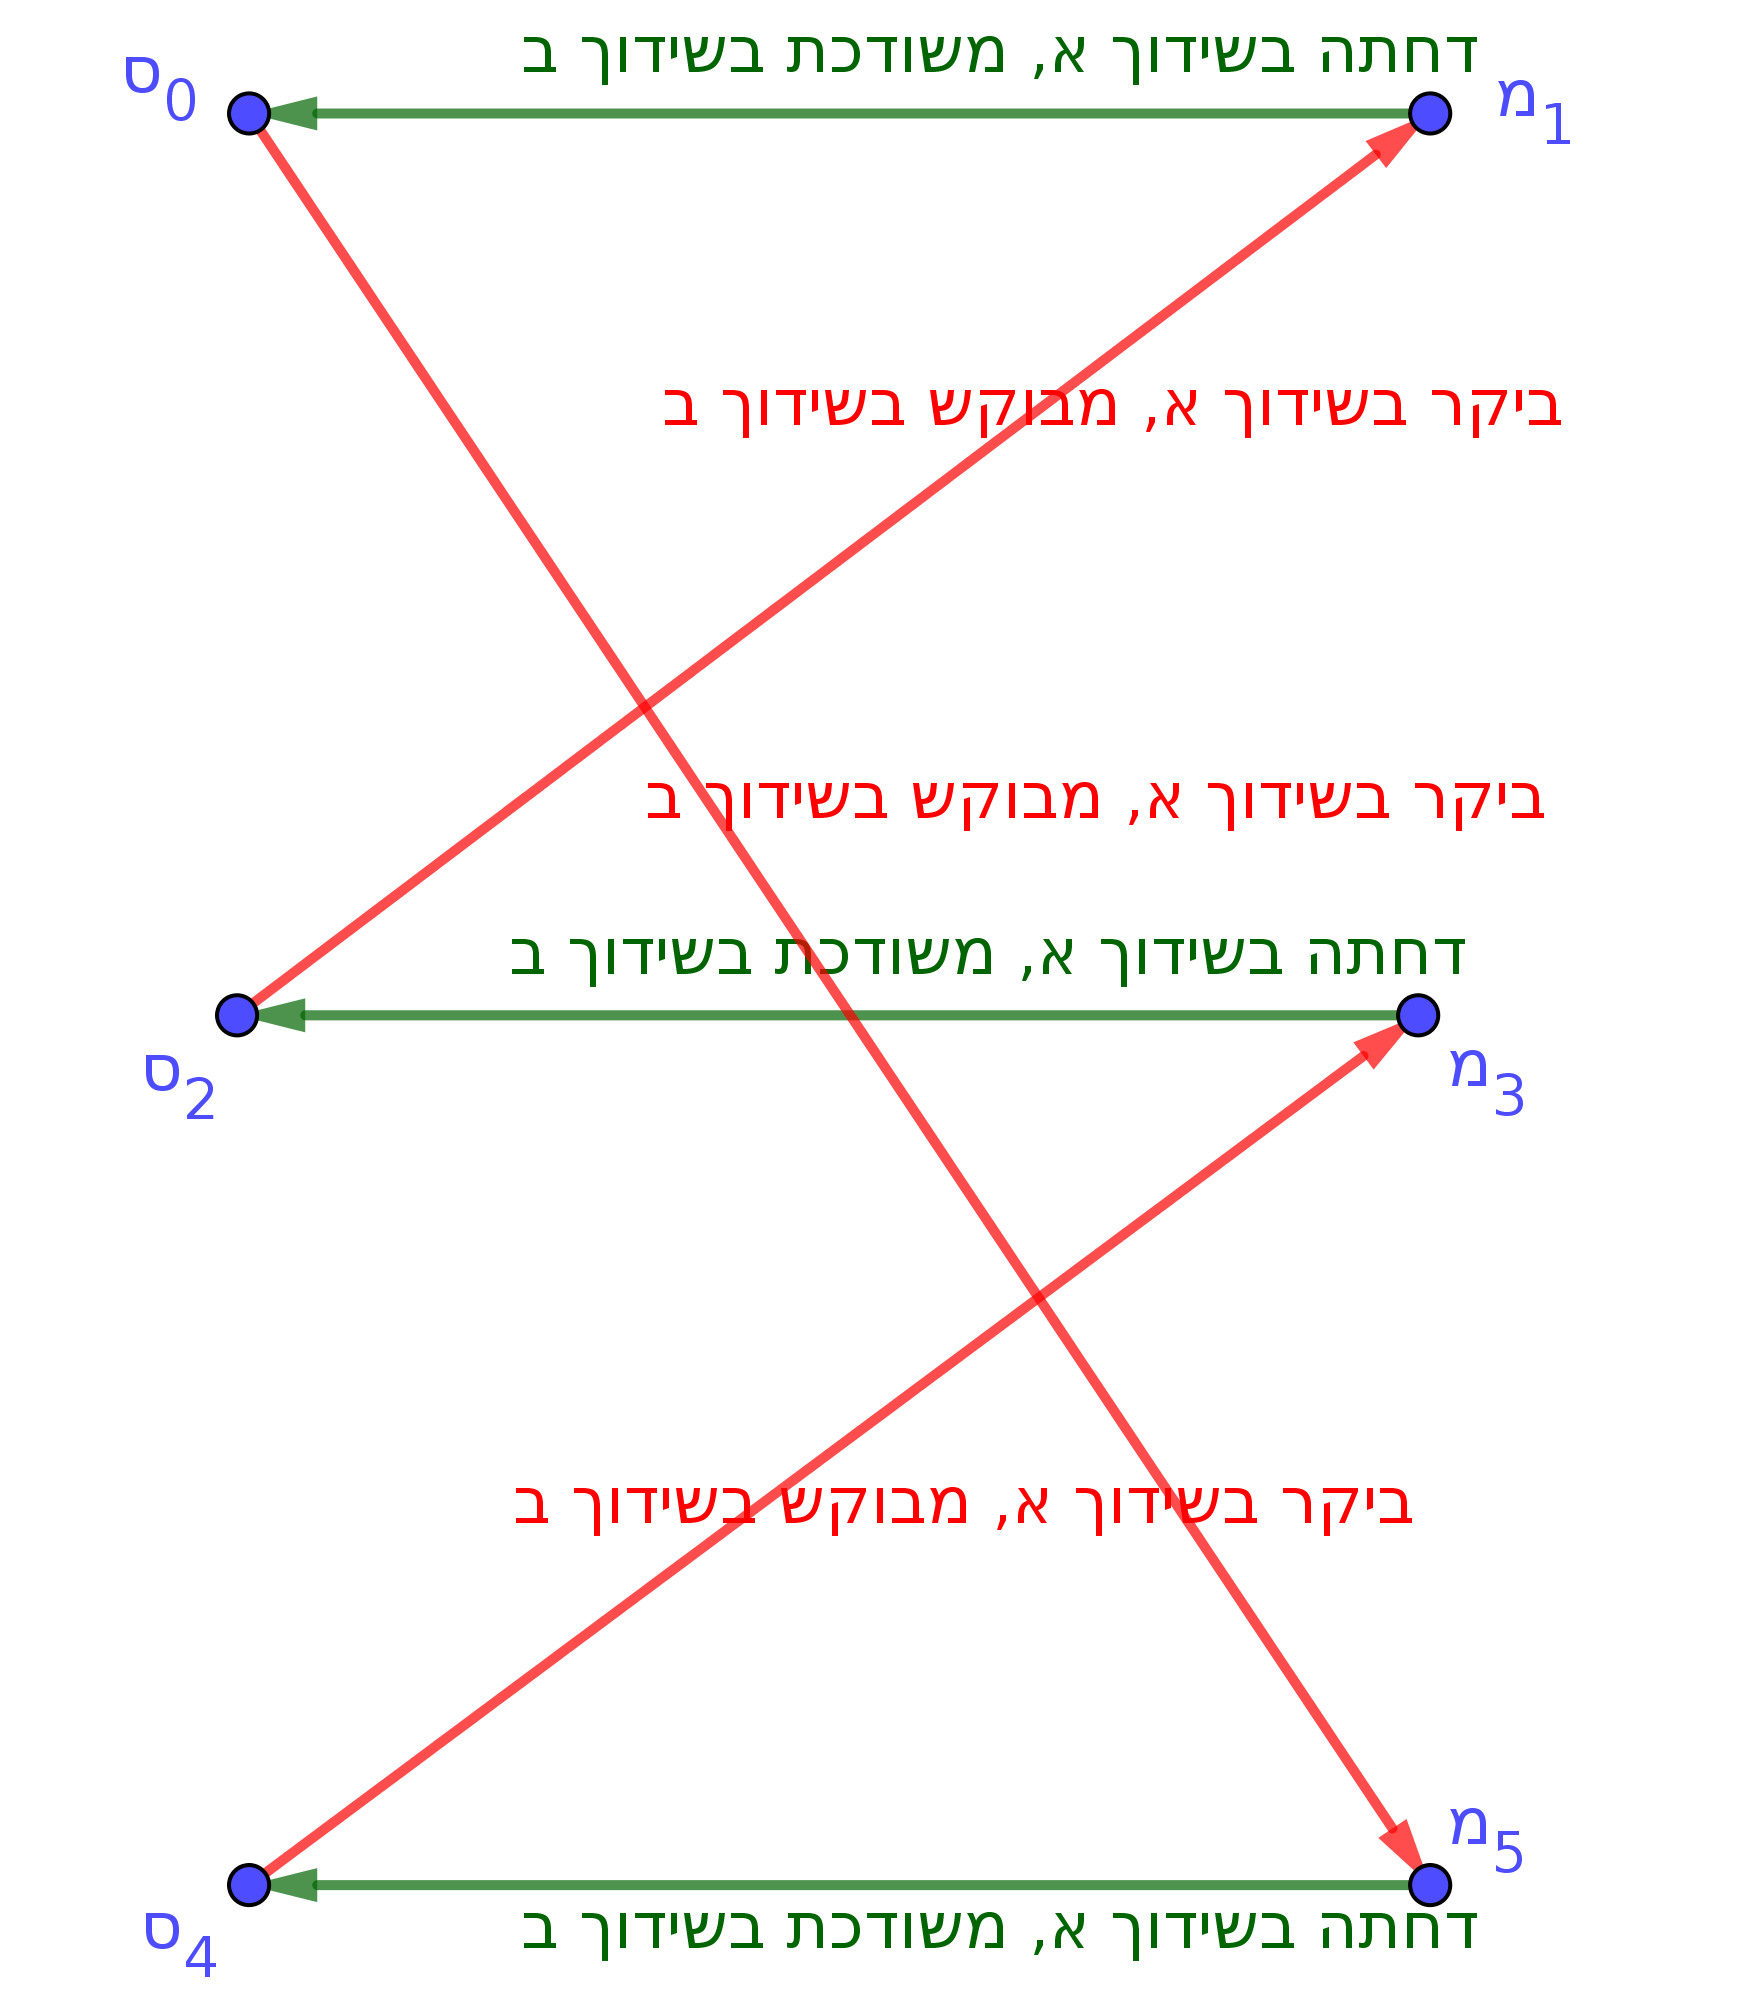 דחתה בשידוך א, משודכת בשידוך ב
ס0
מ1
ביקר בשידוך א, מבוקש בשידוך ב
ביקר בשידוך א, מבוקש בשידוך ב
דחתה בשידוך א, משודכת בשידוך ב
ס2
מ3
ביקר בשידוך א, מבוקש בשידוך ב
מ5
ס4
דחתה בשידוך א, משודכת בשידוך ב